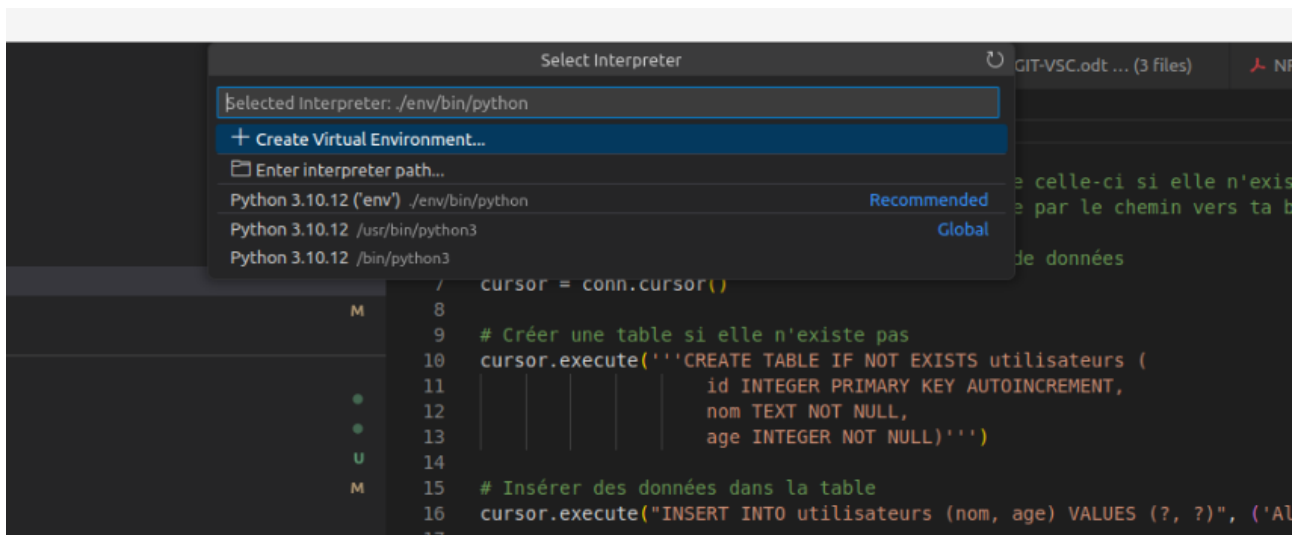 Select Interpreter
GIT-VSC.odt ... (3 files)
Selected Interpreter: ./env/bin/python
+ Create Virtual Environment...
Enter interpreter path...
Python 3.10.12 ('env') ./env/bin/python Recommended
celle-ci si elle
Python 3.10.12 /usr/bin/python3 Global
par le chemin vers ta
Python 3.10.12 /bin/python3
de données
7 cursor = conn.cursor()
M
8
9 # Créer une table si elle n'existe pas
10 cursor.execute('''CREATE TABLE IF NOT EXISTS utilisateurs (
11 id INTEGER PRIMARY KEY AUTOINCREMENT,
12 nom TEXT NOT NULL,
13 age INTEGER NOT NULL)''')
U
14
M
15 # Insérer des données dans la table
16 cursor.execute("INSERT INTO utilisateurs (nom, age) VALUES (?, ?)", ('Al